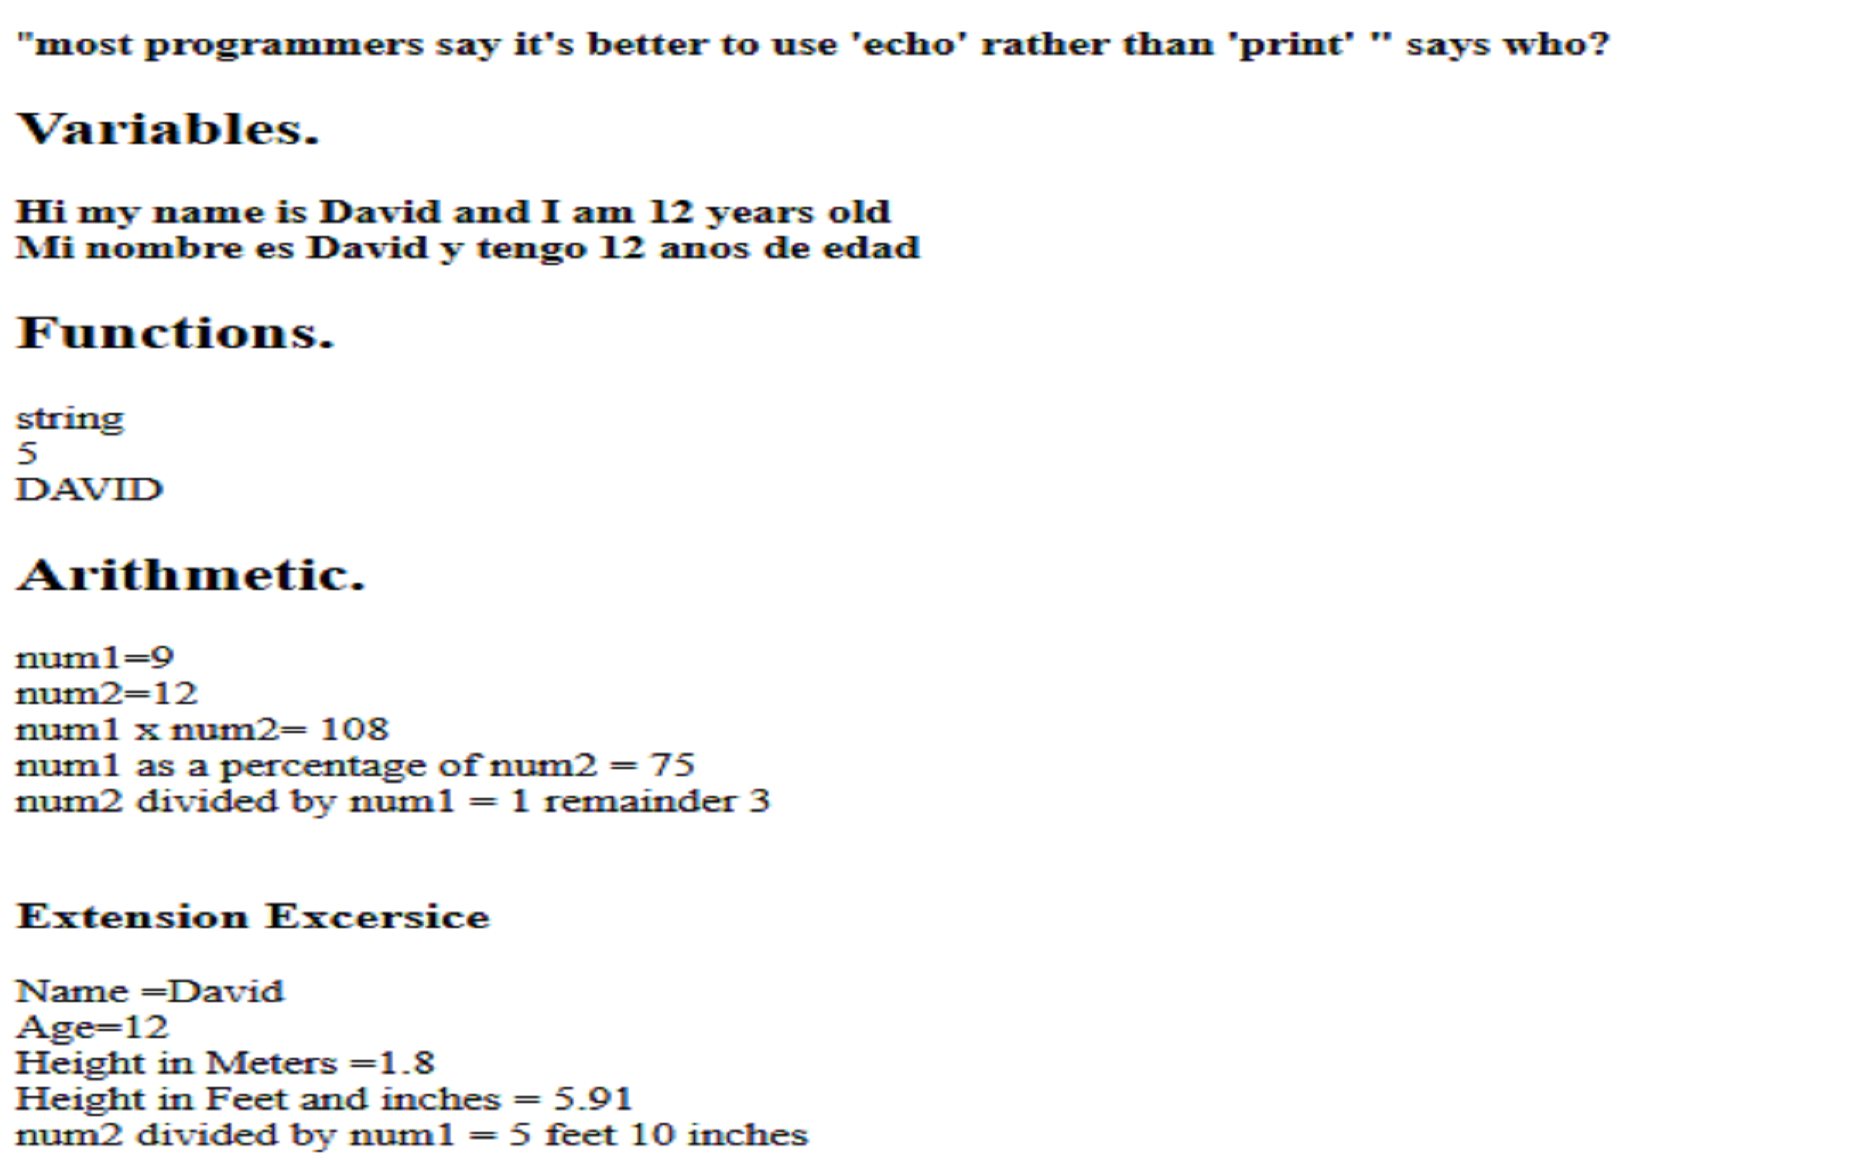 "most programmers say it's better to use 'echo' rather than 'print' " says who?
Variables.
Hi my name is David and I am 12 years old
Mi nombre es David y tengo 12 anos de edad
Functions.
string
5
DAVID
Arithmetic.
num1=9
num2=12
num1 x num2= 108
num1 as a percentage of num2 = 75
num2 divided by num1 = 1 remainder 3
Extension Excersice
Name =David
Age=12
Height in Meters =1.8
Height in Feet and inches = 5.91
num2 divided by num1 = 5 feet 10 inches